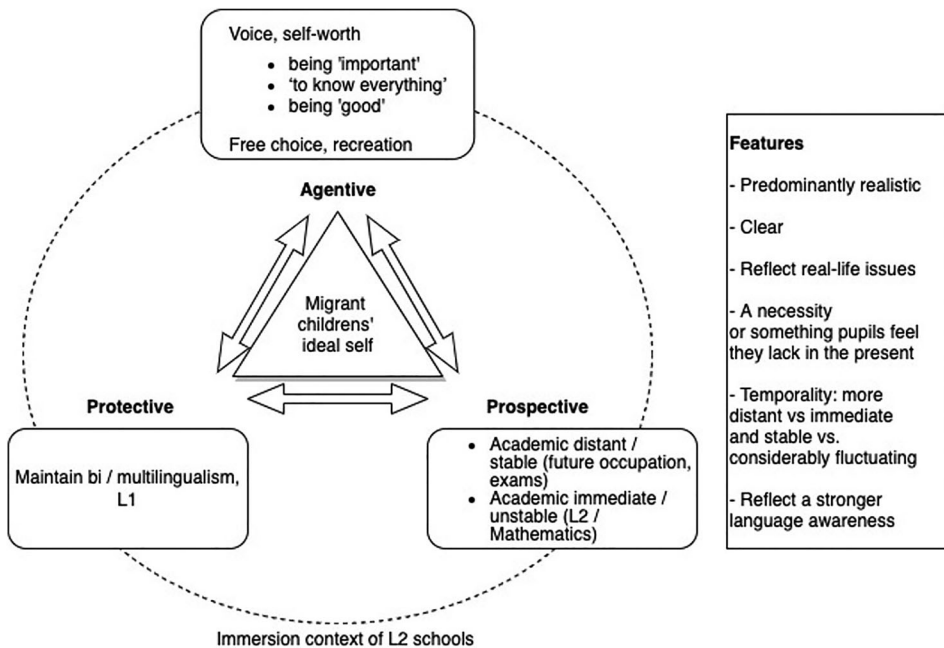 Voice, self-worth
• being 'important'
• ‘to know everything’
• being 'good'
Free choice, recreation
Agentive
Migrant
childrens'
ideal self
Protective
Maintain bi / multilingualism,
L1
Prospective
• Academic distant /
stable (future occupation,
exams)
• Academic immediate /
unstable (L2 /
Mathematics)
Immersion context of L2 schools
Features
- Predominantly realistic
- Clear
- Reflect real-life issues
- A necessity
or something pupils feel
they lack in the present
- Temporality: more
distant vs immediate
and stable vs.
considerably fluctuating
- Reflect a stronger
language awareness